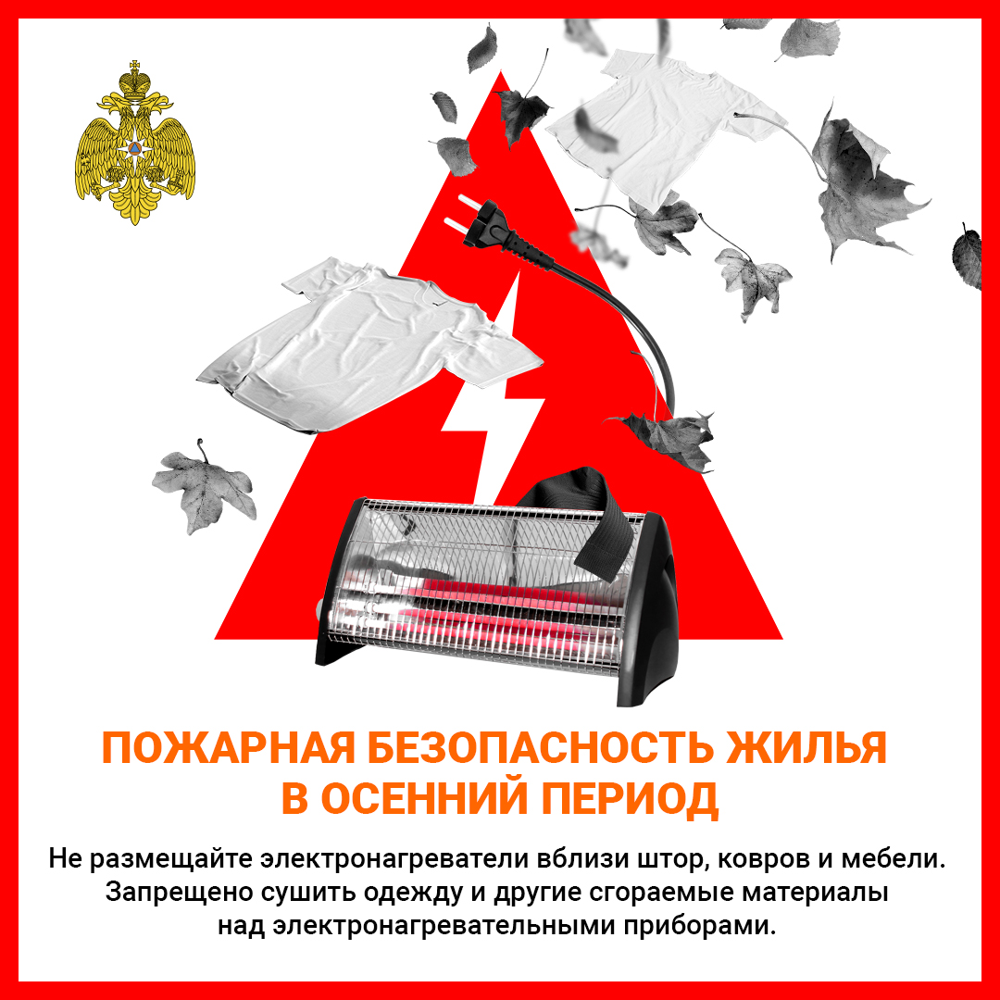 ПОЖАРНАЯ БЕЗОПАСНОСТЬ ЖИЛЬЯ
В ОСЕННИЙ ПЕРИОД
Не размещайте электронагреватели вблизи штор, ковров и мебели.
Запрещено сушить одежду и другие сгораемые материалы
над электронагревательными приборами.